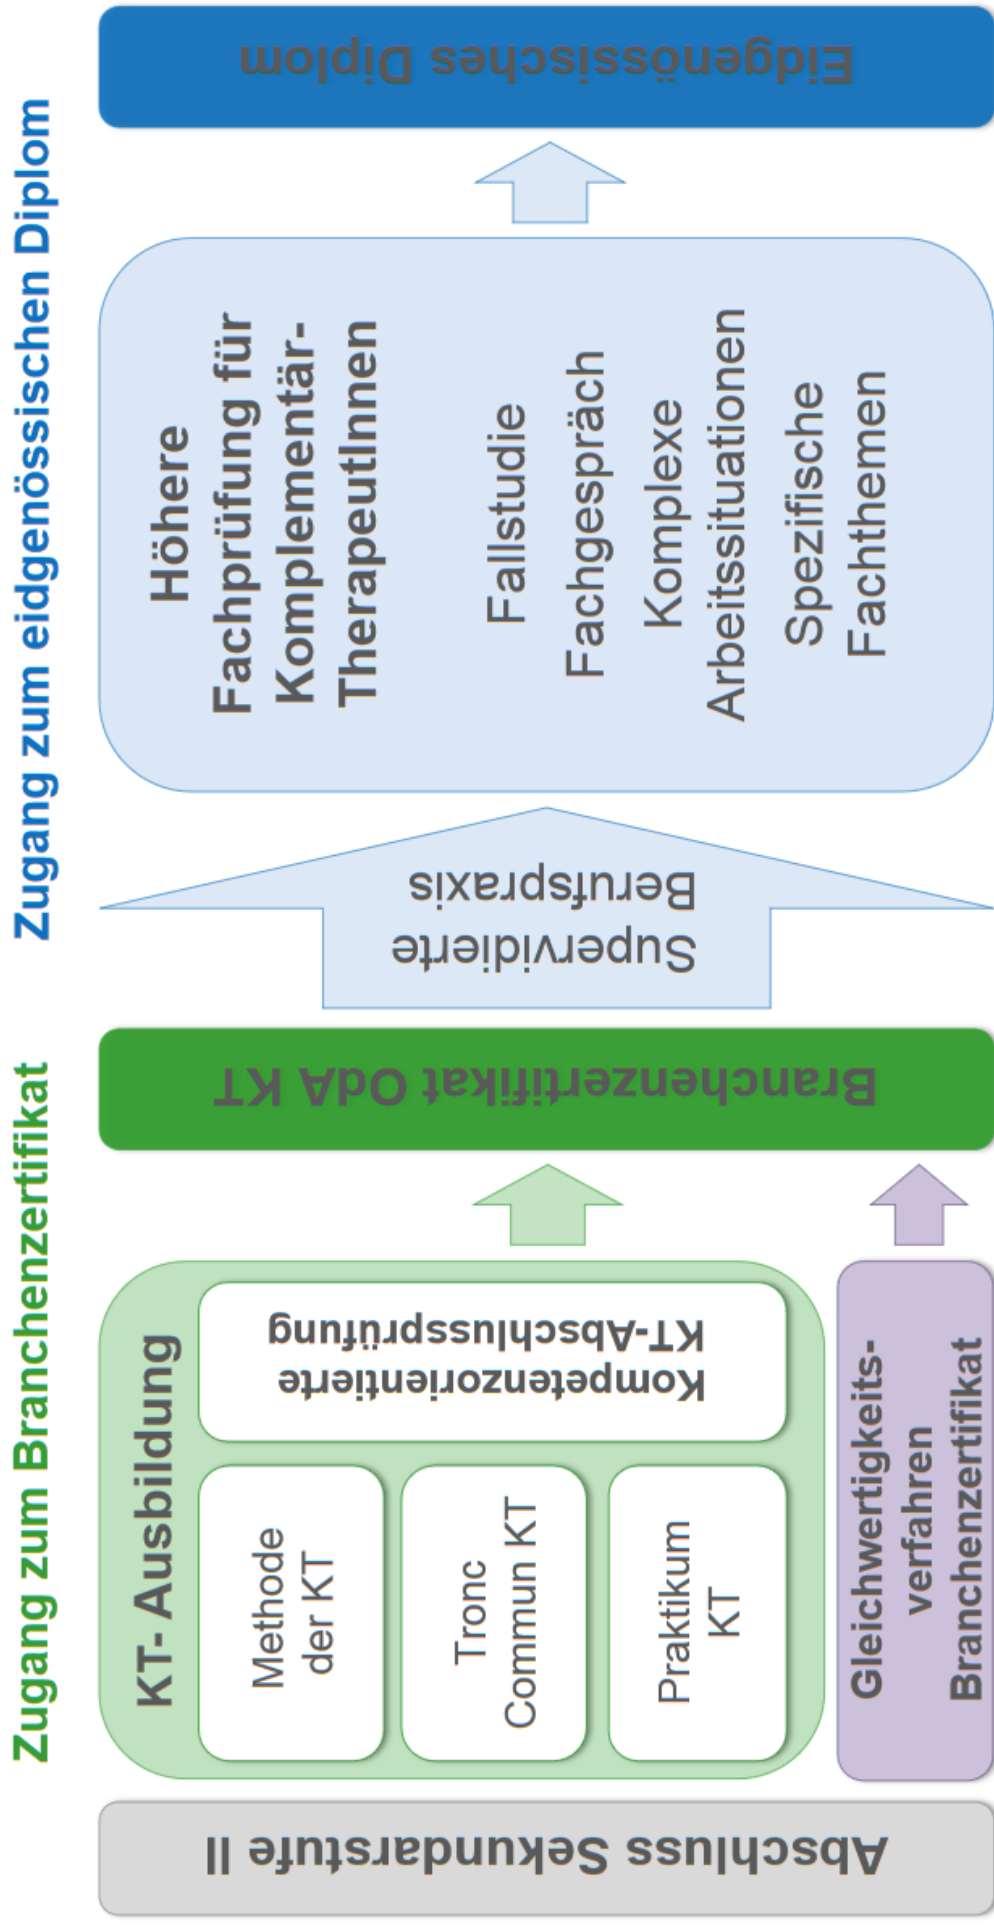 Zugang zum Branchenzertifikat
Zugang zum eidgenössischen Diplom
Abschluss Sekundarstufe II
KT- Ausbildung
Methode
der KT
Tronc
Commun KT
Praktikum
KT
Kompetenzorientierte
KT-Abschlussprüfung
Gleichwertigkeits-
verfahren
Branchenzertifikat
Branchenzertifikat OdA KT
Supervidierte
Berufspraxis
Höhere
Fachprüfung für
Komplementär-
TherapeutInnen
Fallstudie
Fachgespräch
Komplexe
Arbeitssituationen
Spezifische
Fachthemen
Eidgenössisches Diplom